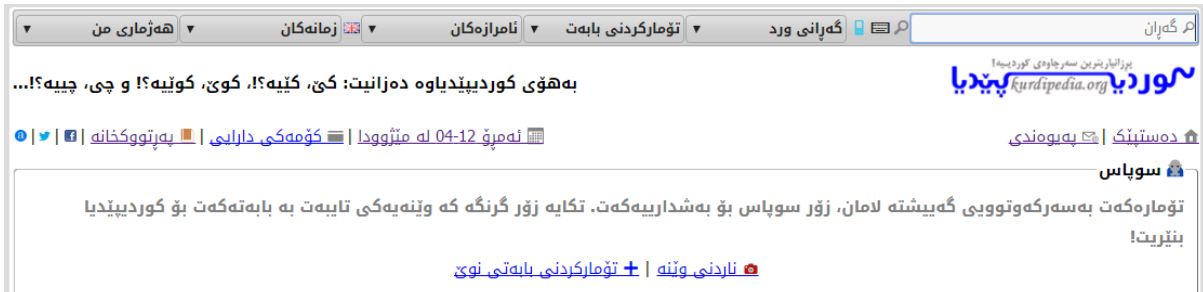 گەڕان
گەڕانی ورد
تۆمارکردنی بابەت
ئامرازەکان
زمانەکان
هەژماری من
پڕزانیاریترین سەرچاوەی کوردییە!
کوردیپێدیا
kurdipedia.org
بەهۆی کوردیپێدیاوە دەزانیت: کێ، کێیە؟!، کوێ، کوێیە؟! و چی، چییە؟!...
دەستپێک | پەیوەندی
ئەمڕۆ 12-04 لە مێژوودا | کۆمەکی دارایی | پەرتووکخانە | | |
سوپاس
تۆمارەکەت بەسەرکەوتوویی گەییشتە لامان، زۆر سوپاس بۆ بەشدارییەکەت. تکایە زۆر گرنگە کە وێنەیەکی تایبەت بە بابەتەکەت بۆ کوردیپێدیا
بنێریت!
ناردنی وێنە | تۆمارکردنی بابەتی نوێ